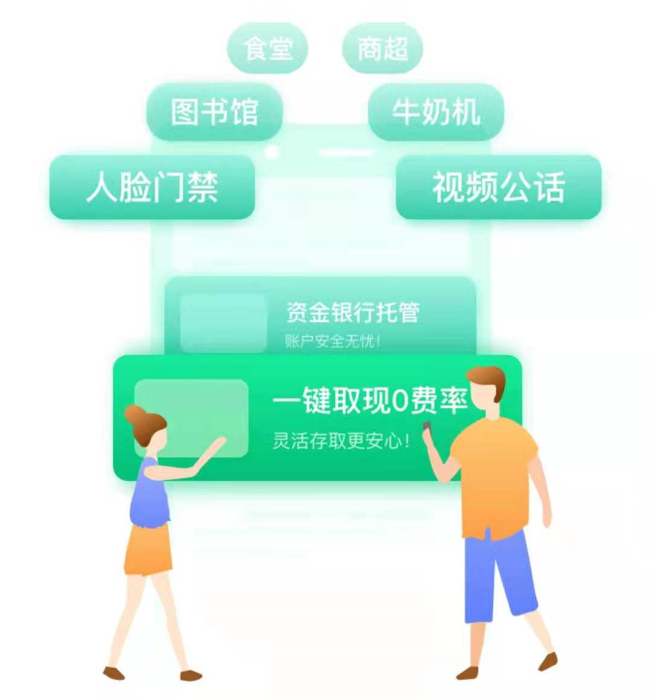 食堂
商超
图书馆
牛奶机
人脸门禁
视频公话
资金银行托管
账户安全无忧!
一键取现0费率
灵活存取更安心!